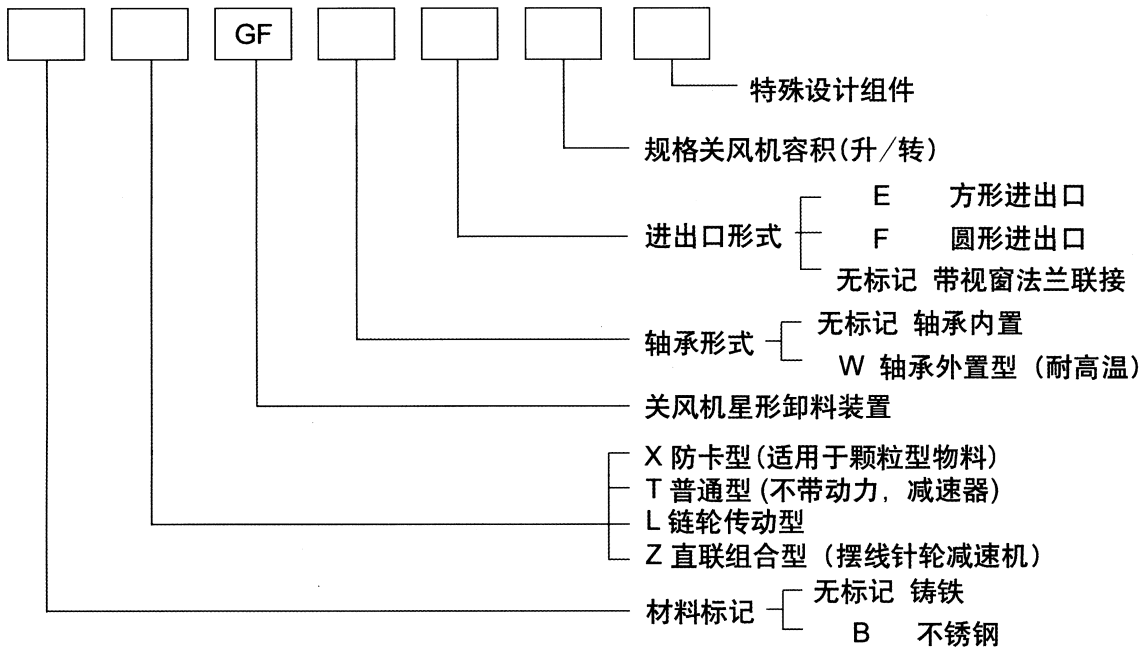 GF
特殊设计组件
规格关风机容积(升/转)
进出口形式
E 方形进出口
F 圆形进出口
无标记 带视窗法兰联接
轴承形式
无标记 轴承内置
W 轴承外置型（耐高温）
关风机星形卸料装置
X 防卡型(适用于颗粒型物料)
T 普通型(不带动力，减速器)
L 链轮传动型
Z 直联组合型（摆线针轮减速机）
材料标记
无标记 铸铁
B 不锈钢